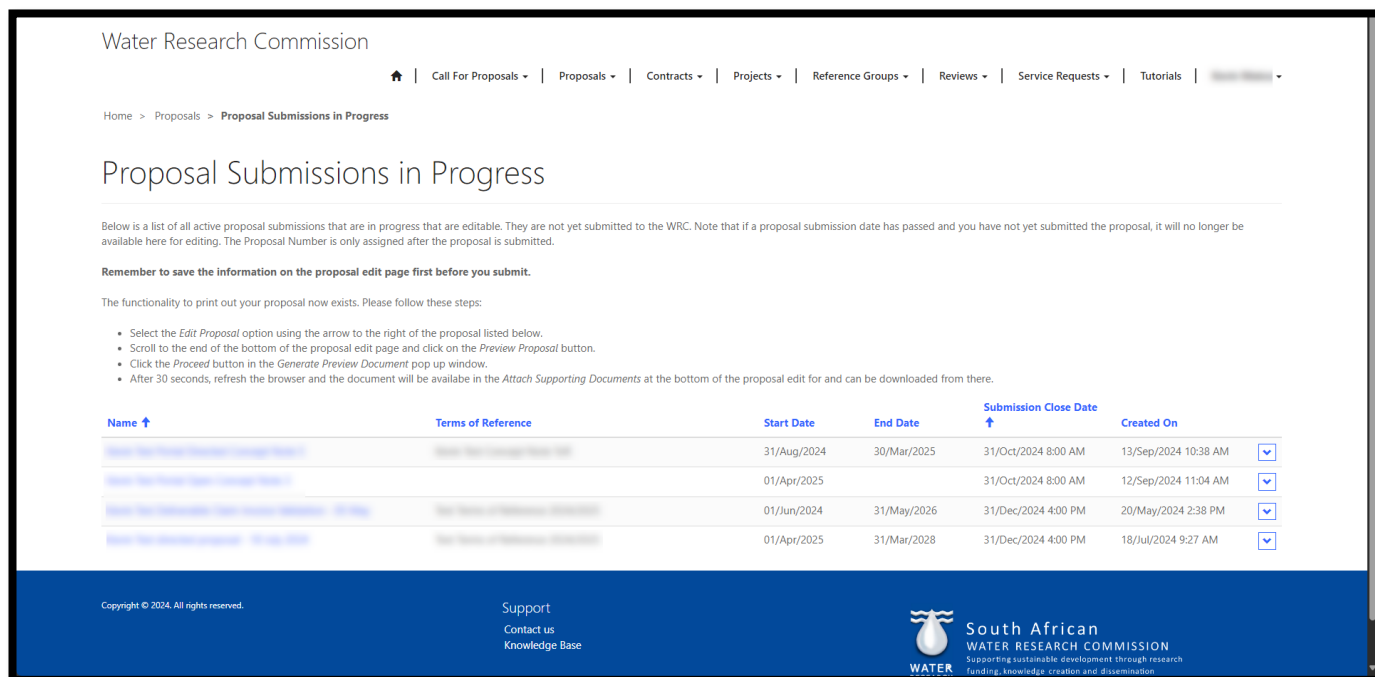 Water Research Commission
Call For Proposals | Proposals | Contracts | Projects | Reference Groups | Reviews | Service Requests | Tutorials |
Home > Proposals > Proposal Submissions in Progress
Proposal Submissions in Progress
Below is a list of all active proposal submissions that are in progress that are editable. They are not yet submitted to the WRC. Note that if a proposal submission date has passed and you have not yet submitted the proposal, it will no longer be
available here for editing. The Proposal Number is only assigned after the proposal is submitted.
Remember to save the information on the proposal edit page first before you submit.
The functionality to print out your proposal now exists. Please follow these steps:
• Select the Edit Proposal option using the arrow to the right of the proposal listed below.
• Scroll to the end of the bottom of the proposal edit page and click on the Preview Proposal button.
• Click the Proceed button in the Generate Preview Document pop up window.
• After 30 seconds, refresh the browser and the document will be availabe in the Attach Supporting Documents at the bottom of the proposal edit for and can be downloaded from there.
Name Terms of Reference Start Date End Date Submission Close Date Created On
31/Aug/2024 30/Mar/2025 31/Oct/2024 8:00 AM 13/Sep/2024 10:38 AM
01/Apr/2025 31/Oct/2024 8:00 AM 12/Sep/2024 11:04 AM
01/Jun/2024 31/May/2026 31/Dec/2024 4:00 PM 20/May/2024 2:38 PM
01/Apr/2025 31/Mar/2028 31/Dec/2024 4:00 PM 18/Jul/2024 9:27 AM
Copyright © 2024. All rights reserved.
Support
Contact us
Knowledge Base
WATER
RESEARCH
South African
WATER RESEARCH COMMISSION
Supporting sustainable development through research
funding, knowledge creation and dissemination